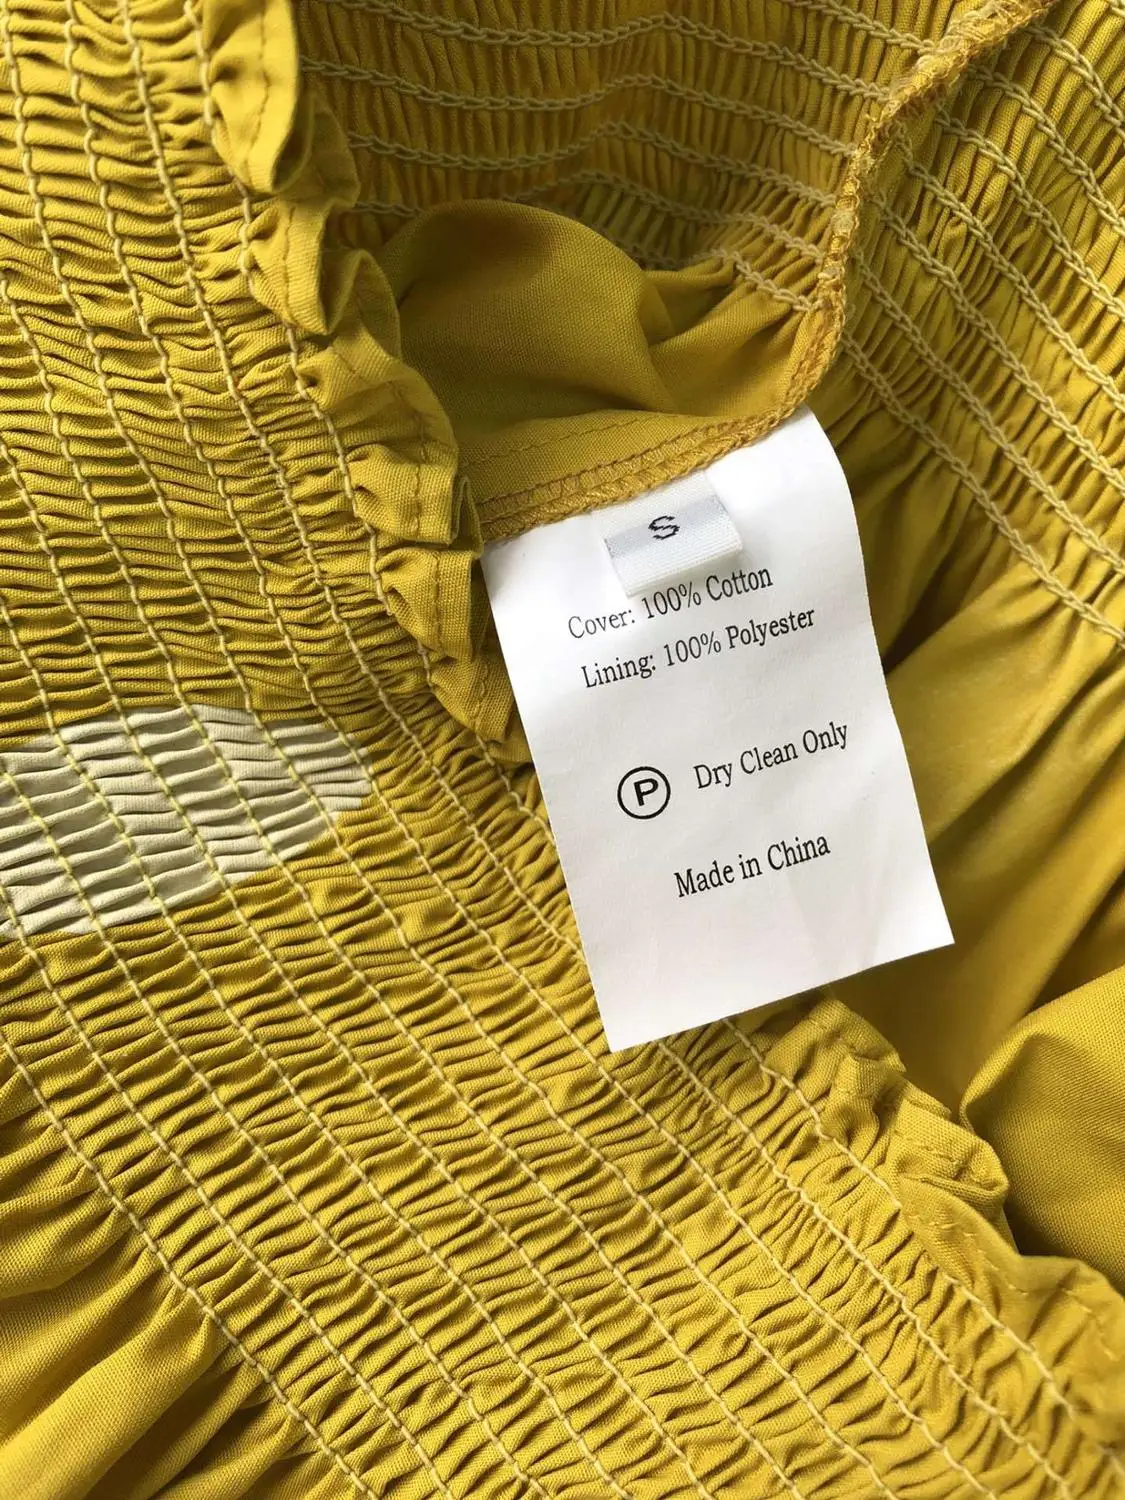 S
Cover: 100% Cotton
Lining: 100% Polyester
P Dry Clean Only
Made in China